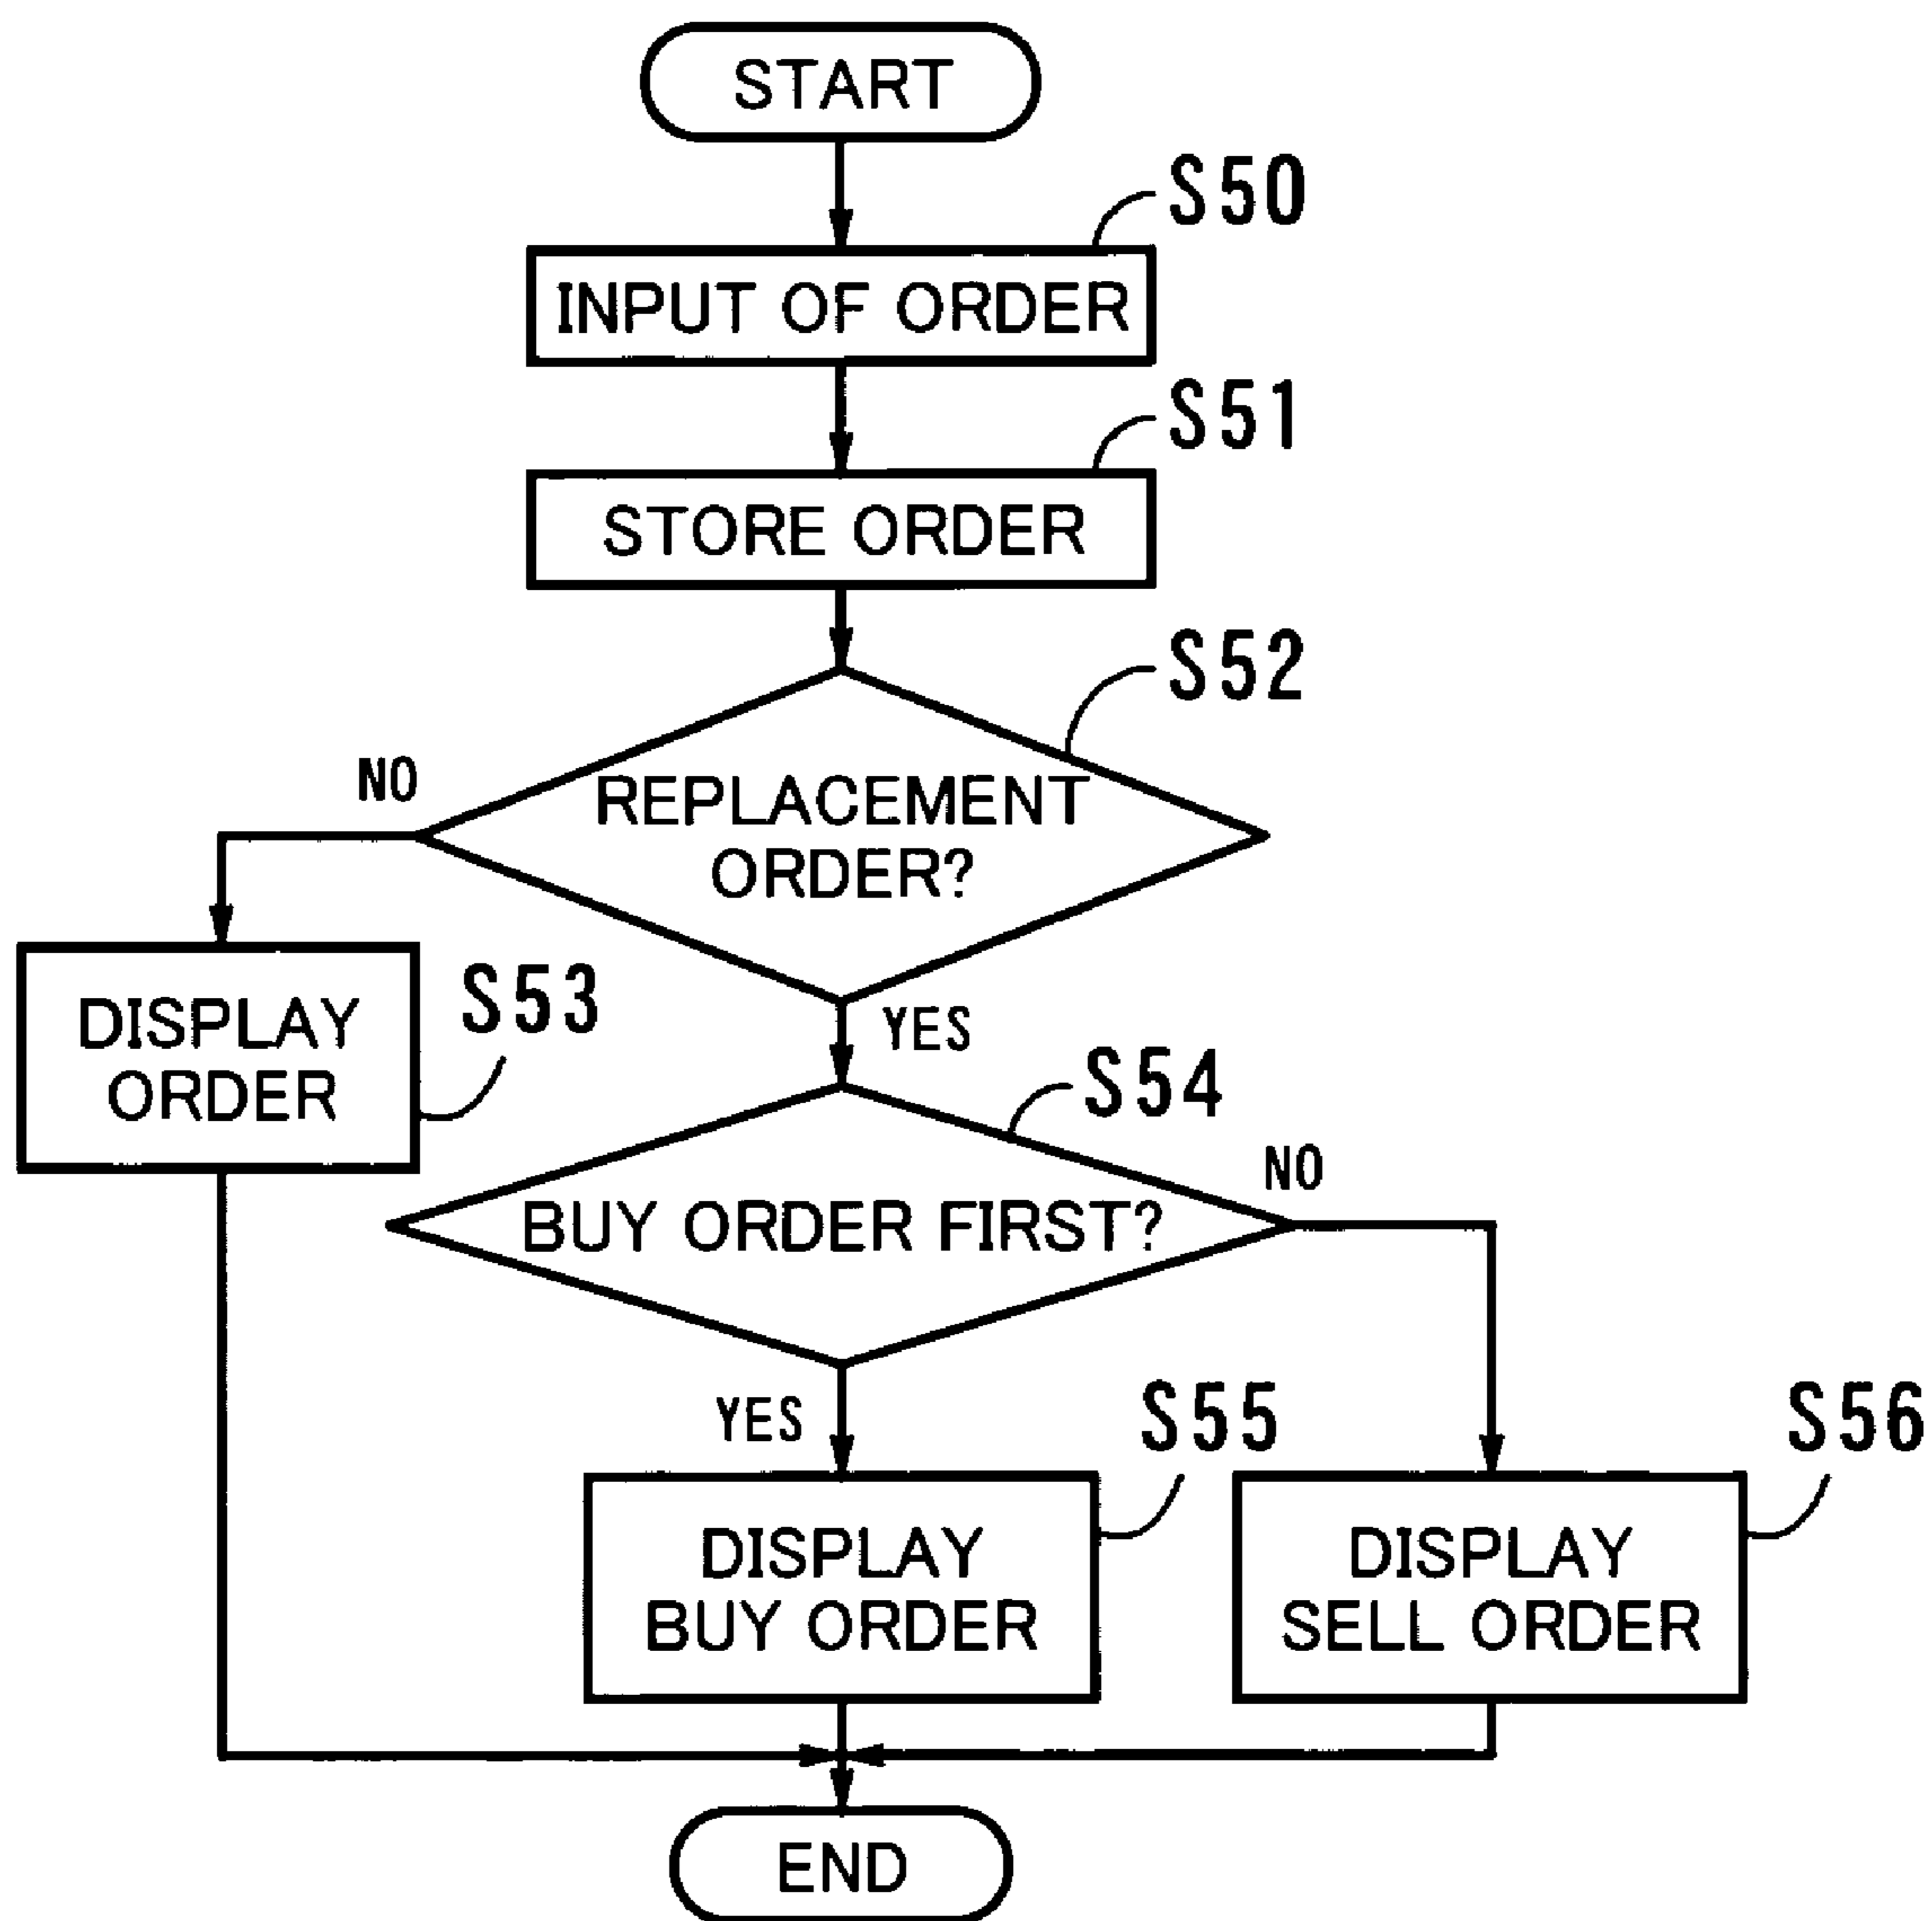 START
S50
INPUT OF ORDER
S51
STORE ORDER
S52
NO
REPLACEMENT
ORDER?
S53
DISPLAY
ORDER
YES
S54
NO
BUY ORDER FIRST?
YES
S55
S56
DISPLAY
BUY ORDER
DISPLAY
SELL ORDER
END